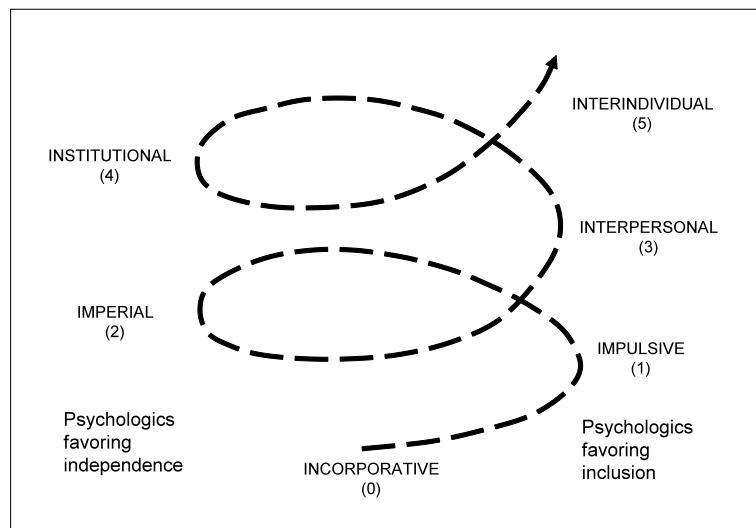 INTERINDIVIDUAL
(5)
INSTITUTIONAL
(4)
INTERPERSONAL
(3)
IMPERIAL
(2)
IMPULSIVE
(1)
Psychologics
favoring
independence
Psychologics
favoring
inclusion
INCORPORATIVE
(0)